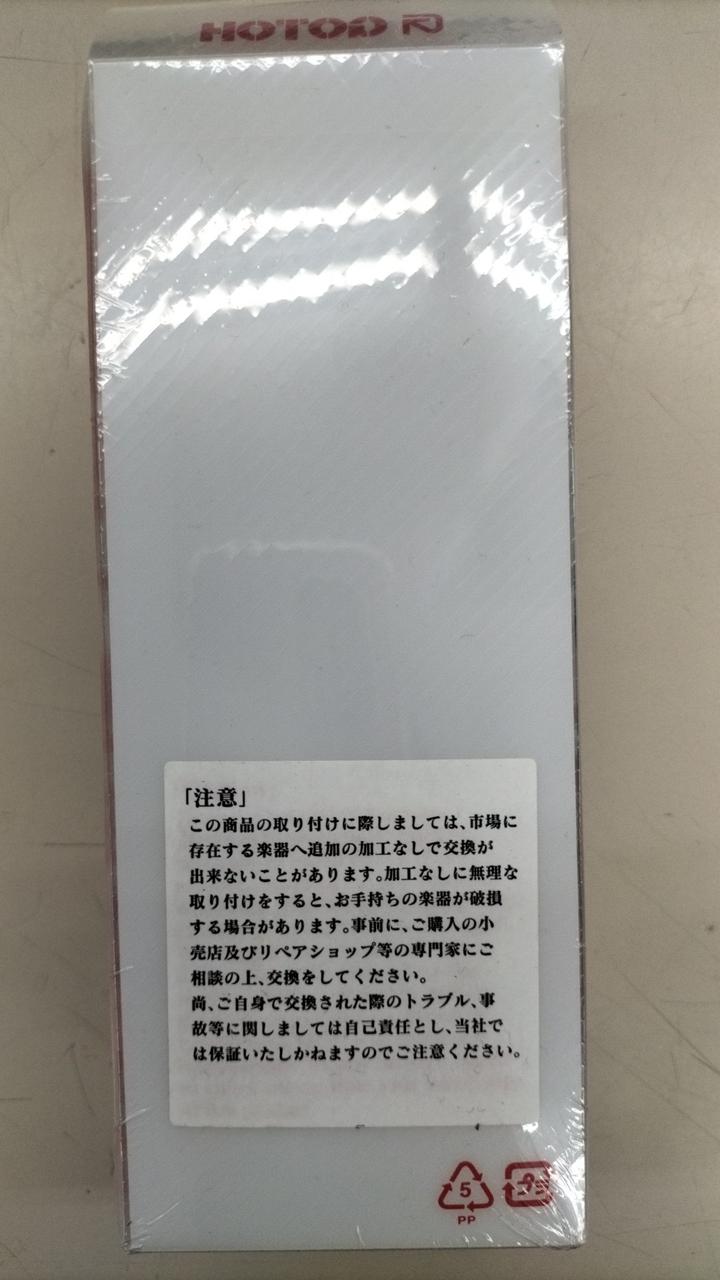 HOTOD
「注意」
この商品の取り付けに際しましては、市場に
存在する楽器へ追加の加工なしで交換が
出来ないことがあります。加工なしに無理な
取り付けをすると、お手持ちの楽器が破損
する場合があります。事前に、ご購入の小
売店及びリペアショップ等の専門家にご
相談の上、交換をしてください。
尚、ご自身で交換された際のトラブル、事
故等に関しましては自己責任とし、当社で
は保証いたしかねますのでご注意ください。
5
PP
プラ